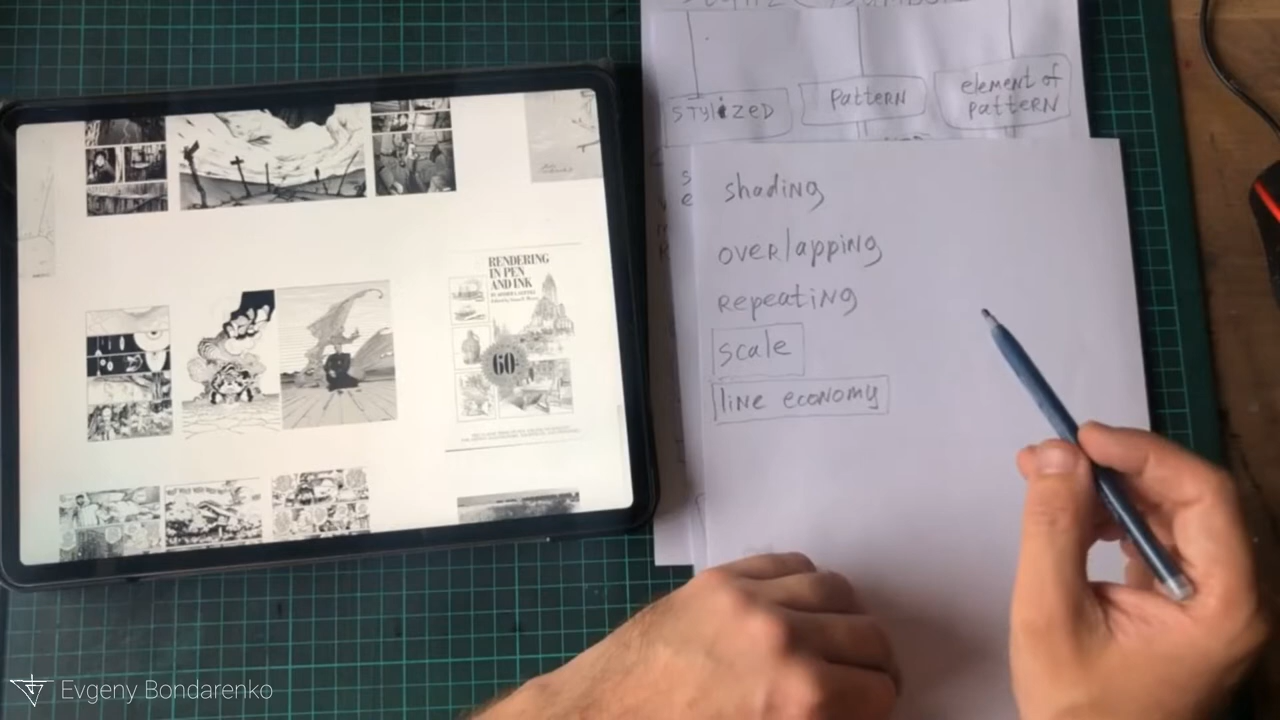 STYLIZED
PATTERN
element of
PATTERN
shading
overlapping
Repeating
scale
line economy
RENDERING
IN PEN
AND INK
60
Evgeny Bondarenko